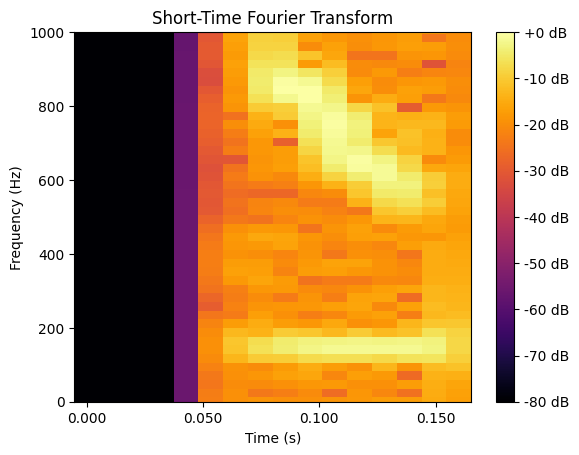 Short-Time Fourier Transform
1000
800
600
400
200
0
Frequency (Hz)
0.000
0.050
0.100
0.150
Time (s)
+0 dB
-10 dB
-20 dB
-30 dB
-40 dB
-50 dB
-60 dB
-70 dB
-80 dB